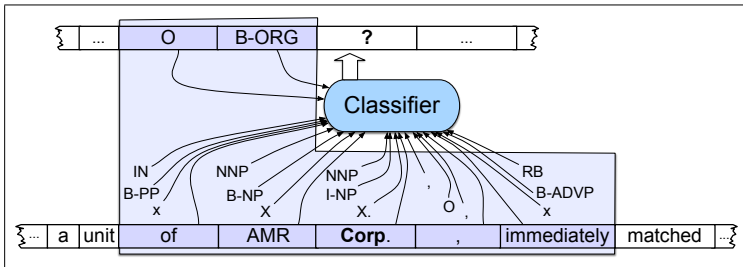 ... O B-ORG ? ...
Classifier
IN NNP NNP , RB
B-PP B-NP I-NP O B-ADVP
x X X. , x
... a unit of AMR Corp. , immediately matched ...